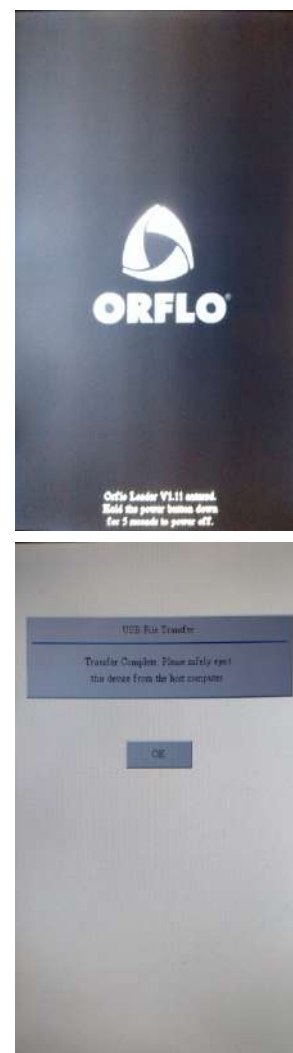 ORFLO®
Orflo Loader V1.11 entered.
Hold the power button down
for 5 seconds to power off.
USB File Transfer
Transfer Complete. Please safely eject
this device from the host computer
OK